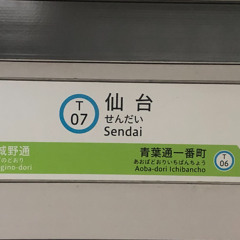 T
07
仙台
せんだい
Sendai
城野通
のとおり
gino-dori
青葉通一番町
あおばどおりいちばんちょう
Aoba-dori Ichibancho
T
06